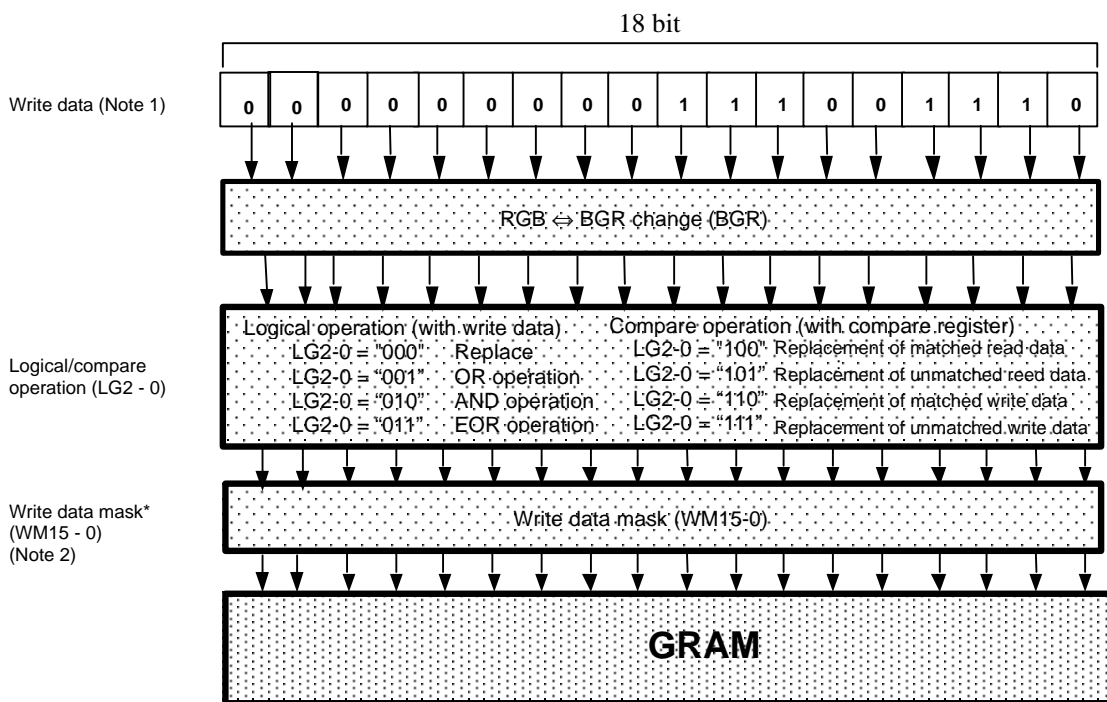 18 bit
Write data (Note 1)
0 0 0 0 0 0 0 0 0 1 1 1 0 0 1 1 1 0
RGB ⇔ BGR change (BGR)
Logical/compare
operation (LG2 - 0)
Logical operation (with write data)
LG2-0 = "000" Replace
LG2-0 = “001” OR operation
LG2-0 = “010” AND operation
LG2-0 = “011” EOR operation
Compare operation (with compare register)
LG2-0 = "100" Replacement of matched read data
LG2-0 = “101” Replacement of unmatched reed data
LG2-0 = “110” Replacement of matched write data
LG2-0 = “111” Replacement of unmatched write data
Write data mask*
(WM15 - 0)
(Note 2)
Write data mask (WM15-0)
GRAM